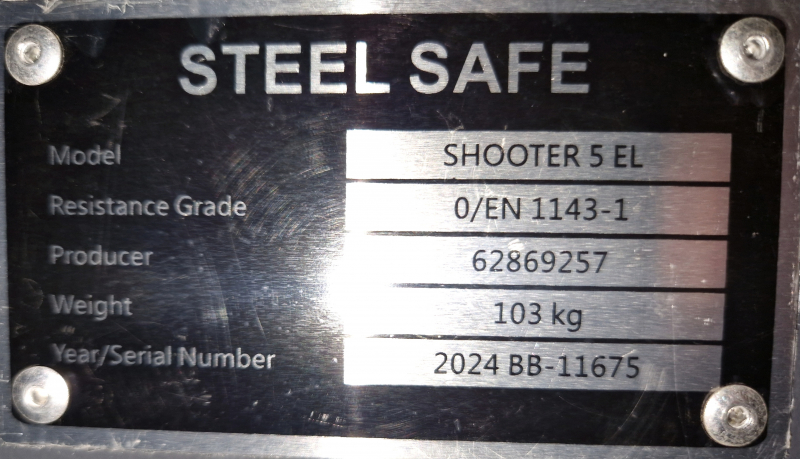 STEEL SAFE
Model SHOOTER 5 EL
Resistance Grade 0/EN 1143-1
Producer 62869257
Weight 103 kg
Year/Serial Number 2024 BB-11675